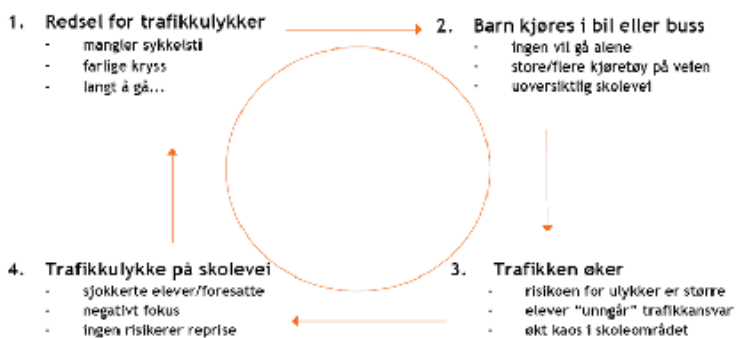 1. Redsel for trafikkulykker
- mangler sykkelsti
- farlige kryss
- langt å gå...
2. Barn kjøres i bil eller buss
- ingen vil gå alene
- store/flere kjøretøy på veien
- uoversiktlig skolevei
3. Trafikken øker
- risikoen for ulykker er større
- elever “unngår” trafikkansvar
- økt kaos i skoleområdet
4. Trafikkulykke på skolevei
- sjokkerte elever/foresatte
- negativt fokus
- ingen risikerer reprise